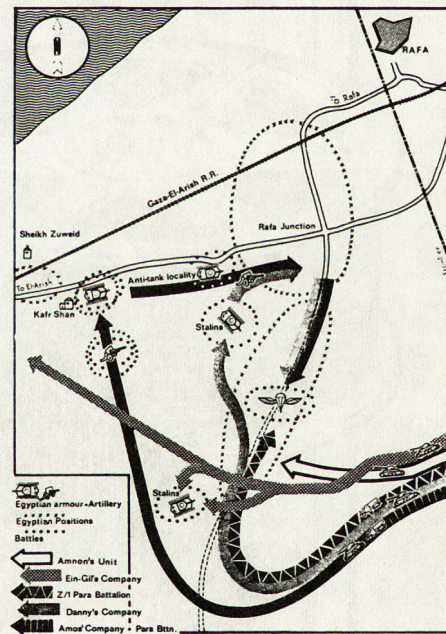 RAFA
To Rafa
Gaza-El-Arish R.R.
Rafa Junction
Sheikh Zuweid
To El-Arish
Anti-tank locality
Kafr Shan
Stalins
Stalins
Egyptian armour-Artillery
Egyptian Positions
Battles
Amnon's Unit
Ein-Gil's Company
Z/1 Para Battalion
Danny's Company
Amos' Company + Para Bttn.